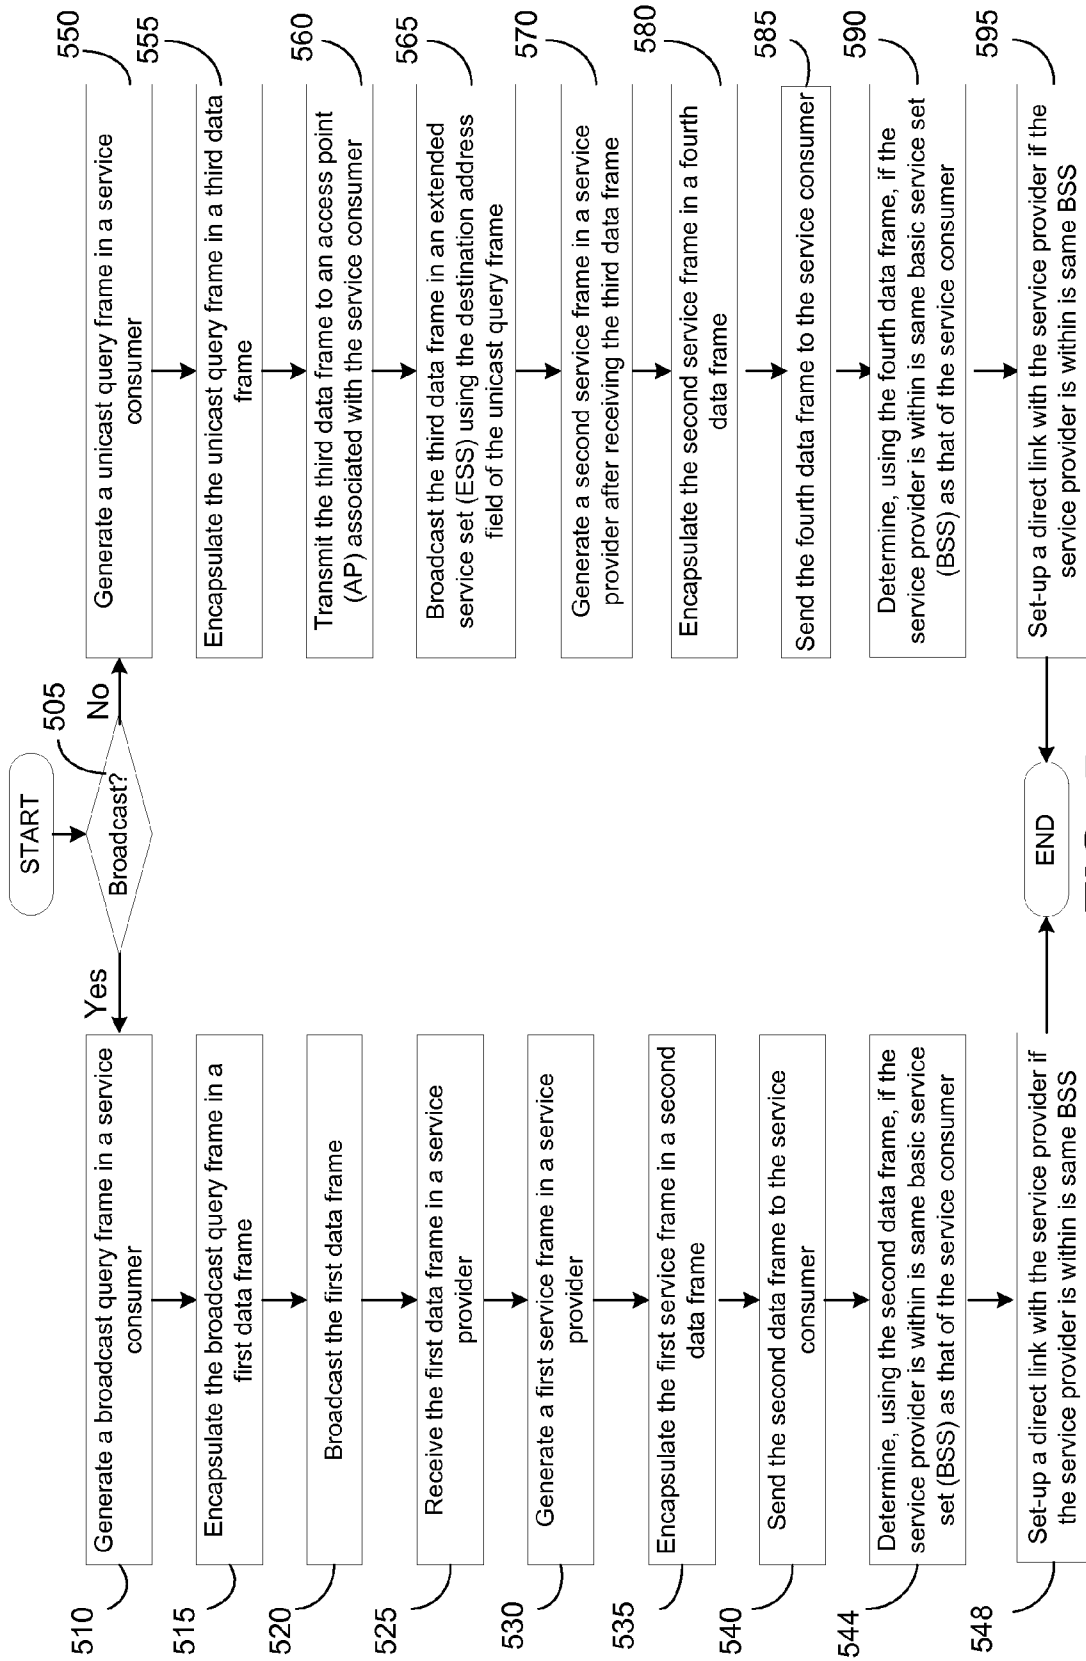 START
Broadcast?
505
Yes
No
510
Generate a broadcast query frame in a service
consumer
515
Encapsulate the broadcast query frame in a
first data frame
520
Broadcast the first data frame
525
Receive the first data frame in a service
provider
530
Generate a first service frame in a service
provider
535
Encapsulate the first service frame in a second
data frame
540
Send the second data frame to the service
consumer
544
Determine, using the second data frame, if the
service provider is within is same basic service
set (BSS) as that of the service consumer
548
Set-up a direct link with the service provider if
the service provider is within is same BSS
550
Generate a unicast query frame in a service
consumer
555
Encapsulate the unicast query frame in a third data
frame
560
Transmit the third data frame to an access point
(AP) associated with the service consumer
565
Broadcast the third data frame in an extended
service set (ESS) using the destination address
field of the unicast query frame
570
Generate a second service frame in a service
provider after receiving the third data frame
580
Encapsulate the second service frame in a fourth
data frame
585
Send the fourth data frame to the service consumer
590
Determine, using the fourth data frame, if the
service provider is within is same basic service set
(BSS) as that of the service consumer
595
Set-up a direct link with the service provider if the
service provider is within is same BSS
END